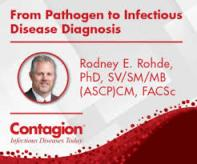 From Pathogen to Infectious
Disease Diagnosis
Rodney E. Rohde,
PhD, SV/SM/MB
(ASCP)CM, FACSc
Contagion
Infectious Diseases Today